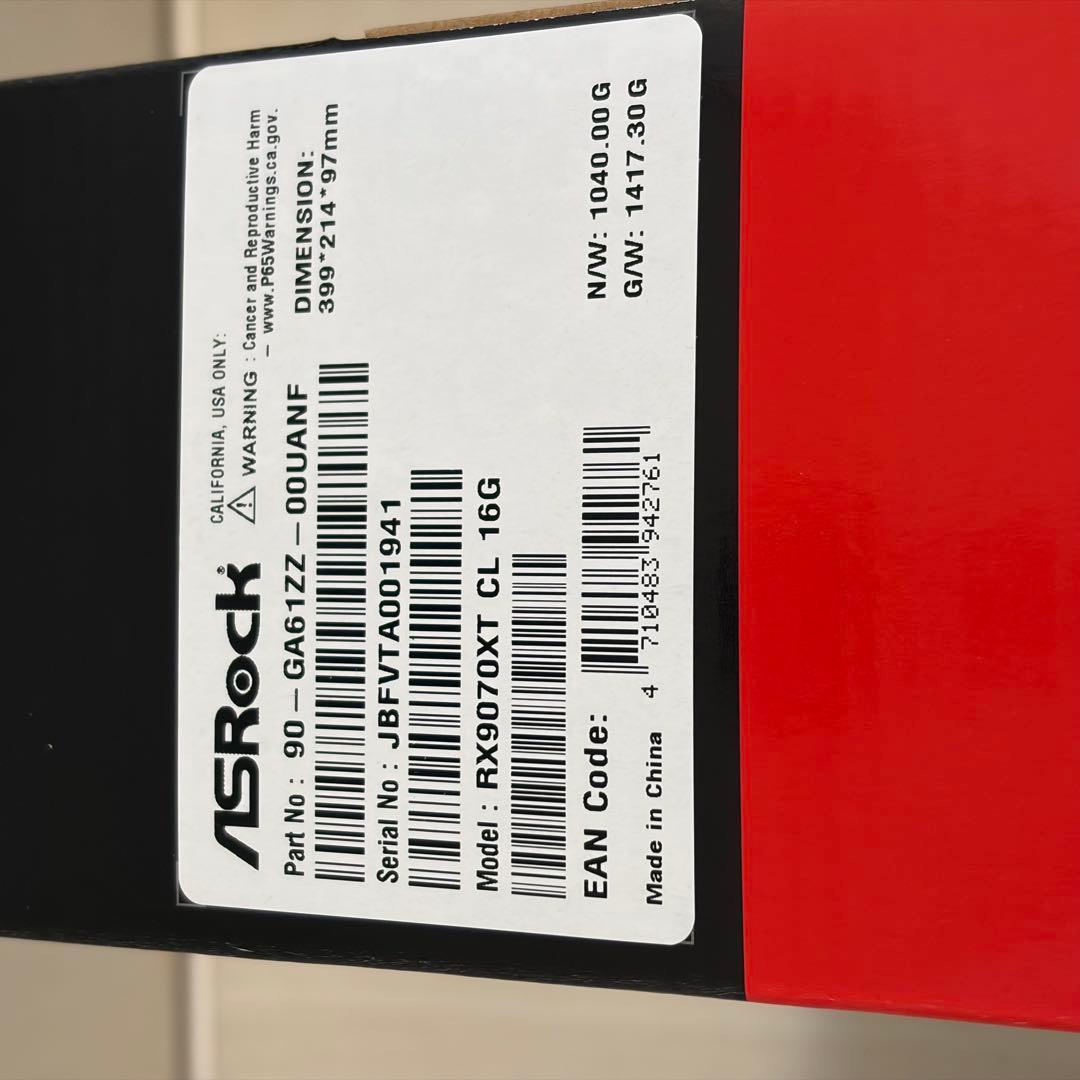 ASRock®
CALIFORNIA, USA ONLY:
⚠ WARNING : Cancer and Reproductive Harm
– www.P65Warnings.ca.gov.
Part No : 90–GA61ZZ–00UANF
DIMENSION:
399*214*97mm
Serial No : JBFVTA001941
Model : RX9070XT CL 16G
EAN Code:
4 710483 942761
N/W: 1040.00 G
G/W: 1417.30 G
Made in China